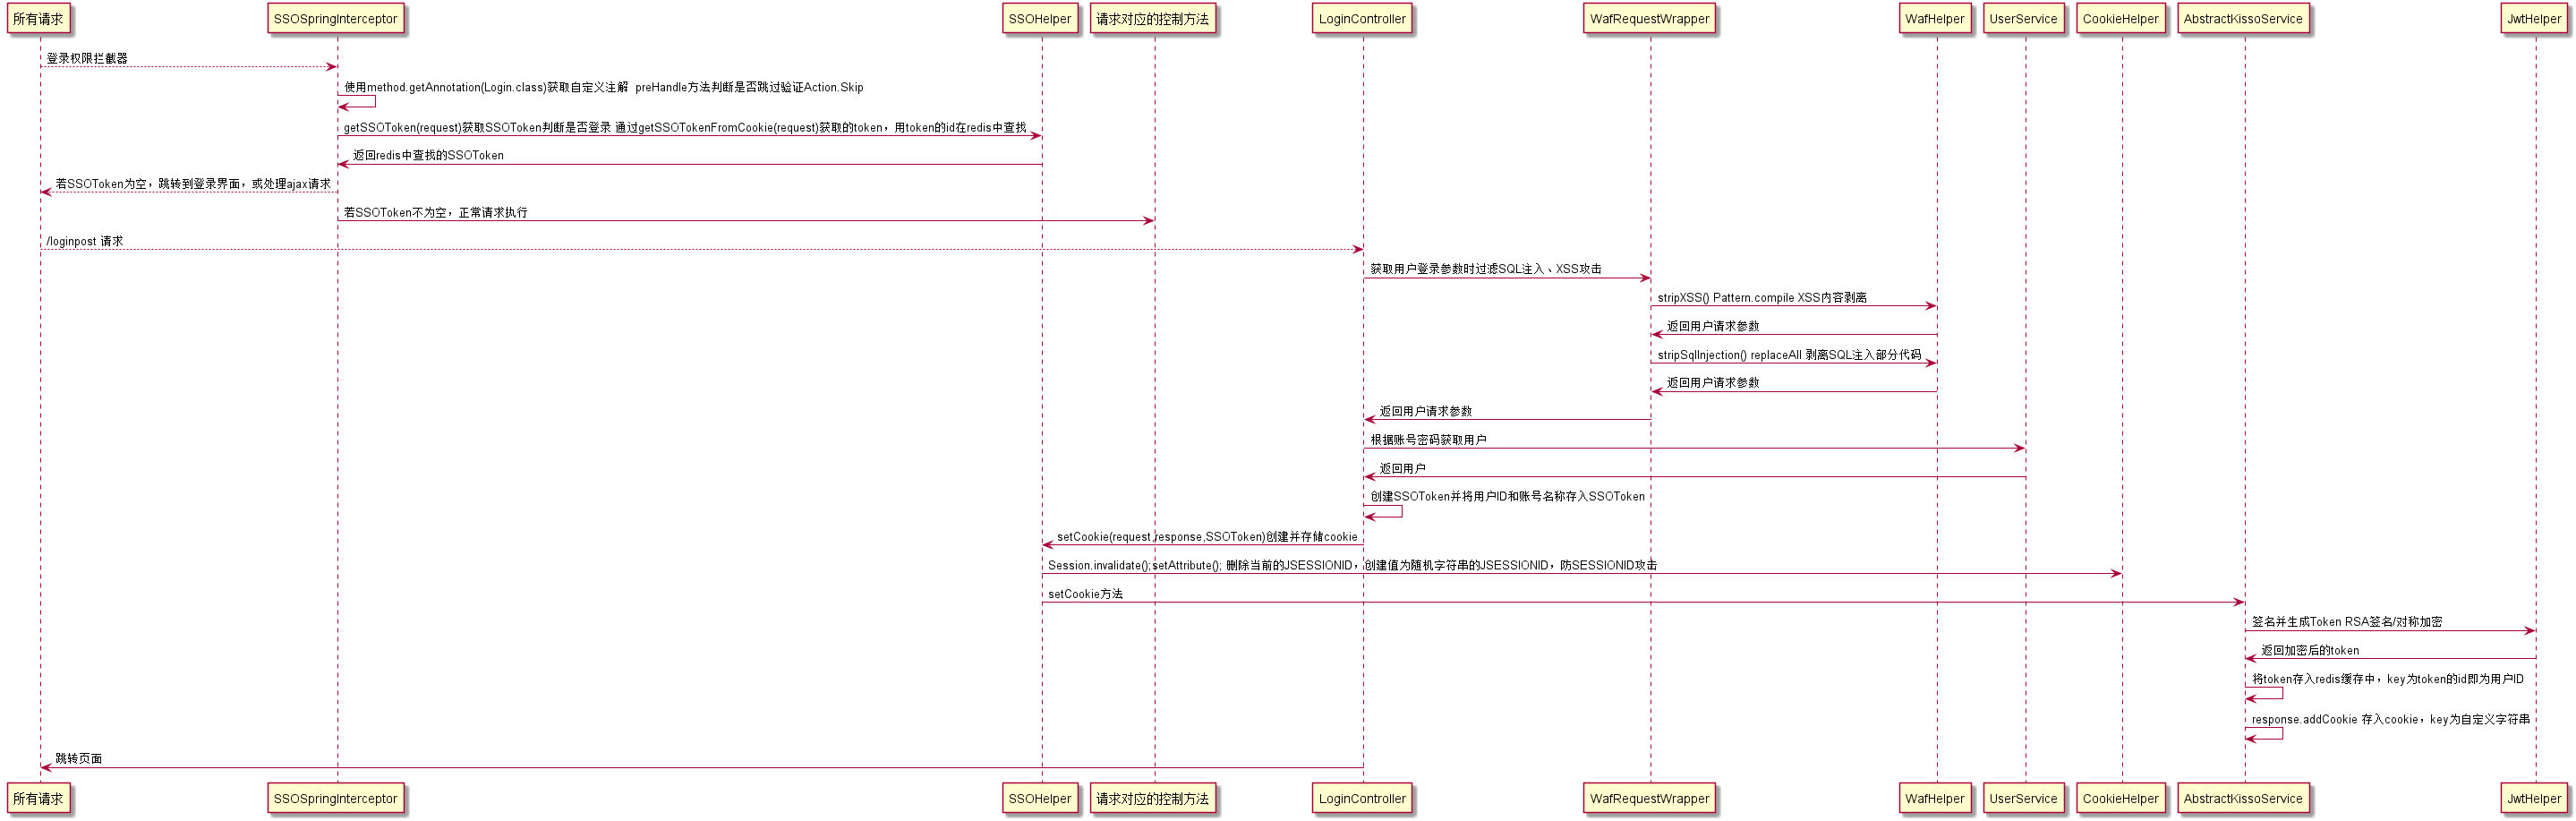 所有请求
SSOSpringInterceptor
SSOHelper
请求对应的控制方法
LoginController
WafRequestWrapper
WafHelper
UserService
CookieHelper
AbstractKissoService
JwtHelper
登录权限拦截器
使用method.getAnnotation(Login.class)获取自定义注解  preHandle方法判断是否跳过验证Action.Skip
getSSOToken(request)获取SSOToken判断是否登录 通过getSSOTokenFromCookie(request)获取的token，用token的id在redis中查找
返回redis中查找的SSOToken
若SSOToken为空，跳转到登录界面，或处理ajax请求
若SSOToken不为空，正常请求执行
/loginpost 请求
获取用户登录参数时过滤SQL注入、XSS攻击
stripXSS() Pattern.compile XSS内容剥离
返回用户请求参数
stripSqlInjection() replaceAll 剥离SQL注入部分代码
返回用户请求参数
返回用户请求参数
根据账号密码获取用户
返回用户
创建SSOToken并将用户ID和账号名称存入SSOToken
setCookie(request,response,SSOToken)创建并存储cookie
Session.invalidate();setAttribute(); 删除当前的JSESSIONID，创建值为随机字符串的JSESSIONID，防SESSIONID攻击
setCookie方法
签名并生成Token RSA签名/对称加密
返回加密后的token
将token存入redis缓存中，key为token的id即为用户ID
response.addCookie 存入cookie，key为自定义字符串
跳转页面
所有请求
SSOSpringInterceptor
SSOHelper
请求对应的控制方法
LoginController
WafRequestWrapper
WafHelper
UserService
CookieHelper
AbstractKissoService
JwtHelper